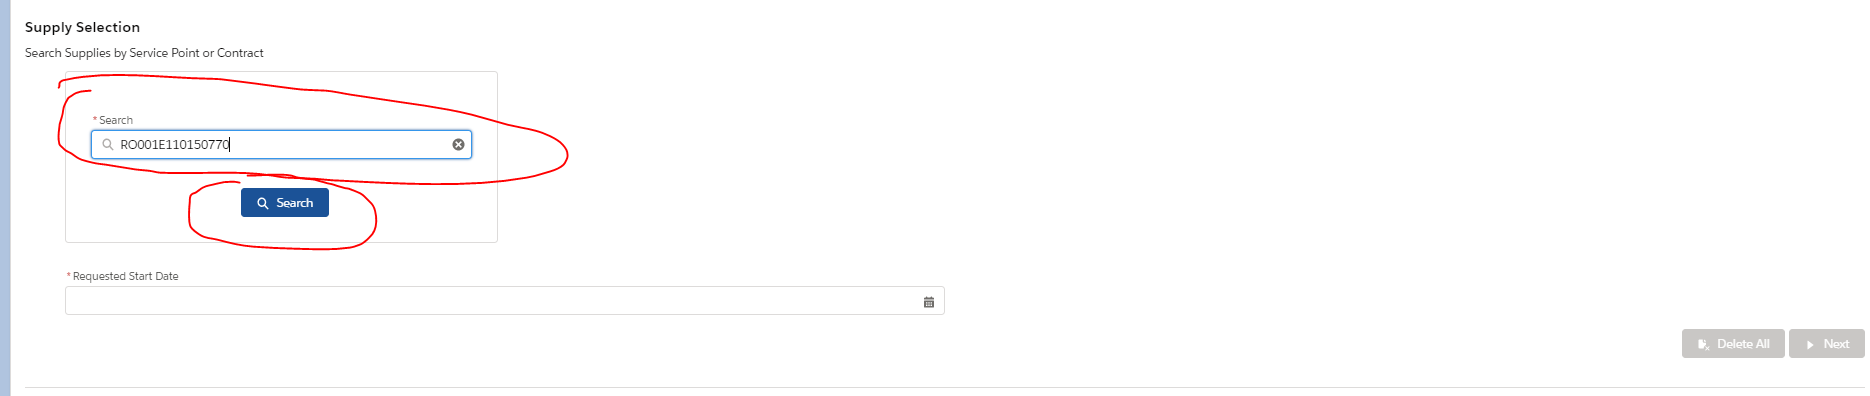 Supply Selection
Search Supplies by Service Point or Contract
* Search
RO001E110150770
Search
* Requested Start Date
Delete All
Next